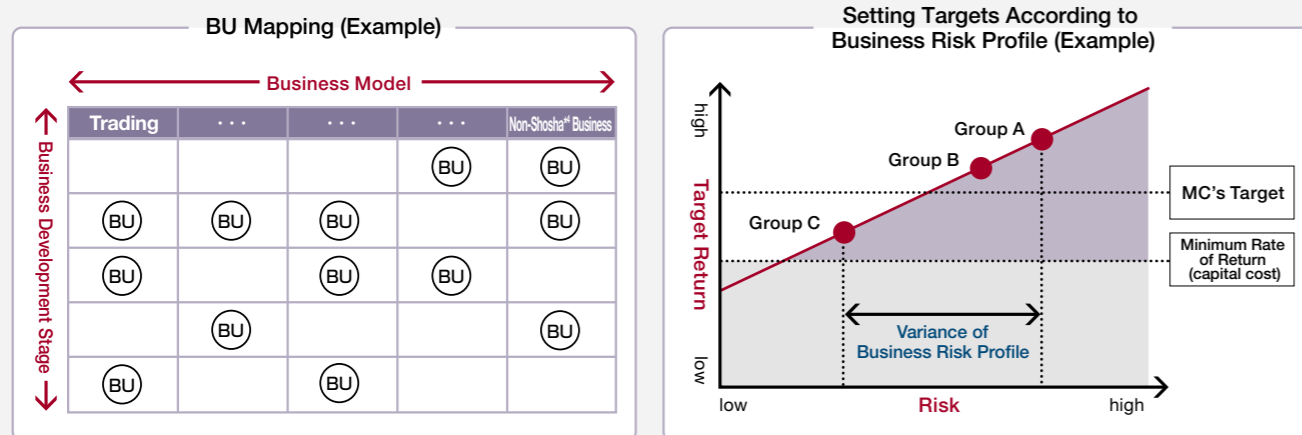 BU Mapping (Example)
Business Model
Business Development Stage
Trading ··· ··· ··· Non-Shosha*⁴ Business
BU BU
BU BU BU BU
BU BU BU
BU BU
BU BU
Setting Targets According to
Business Risk Profile (Example)
high
Target Return
low
Group A
Group B
Group C
MC’s Target
Minimum Rate
of Return
(capital cost)
Variance of
Business Risk Profile
low Risk high